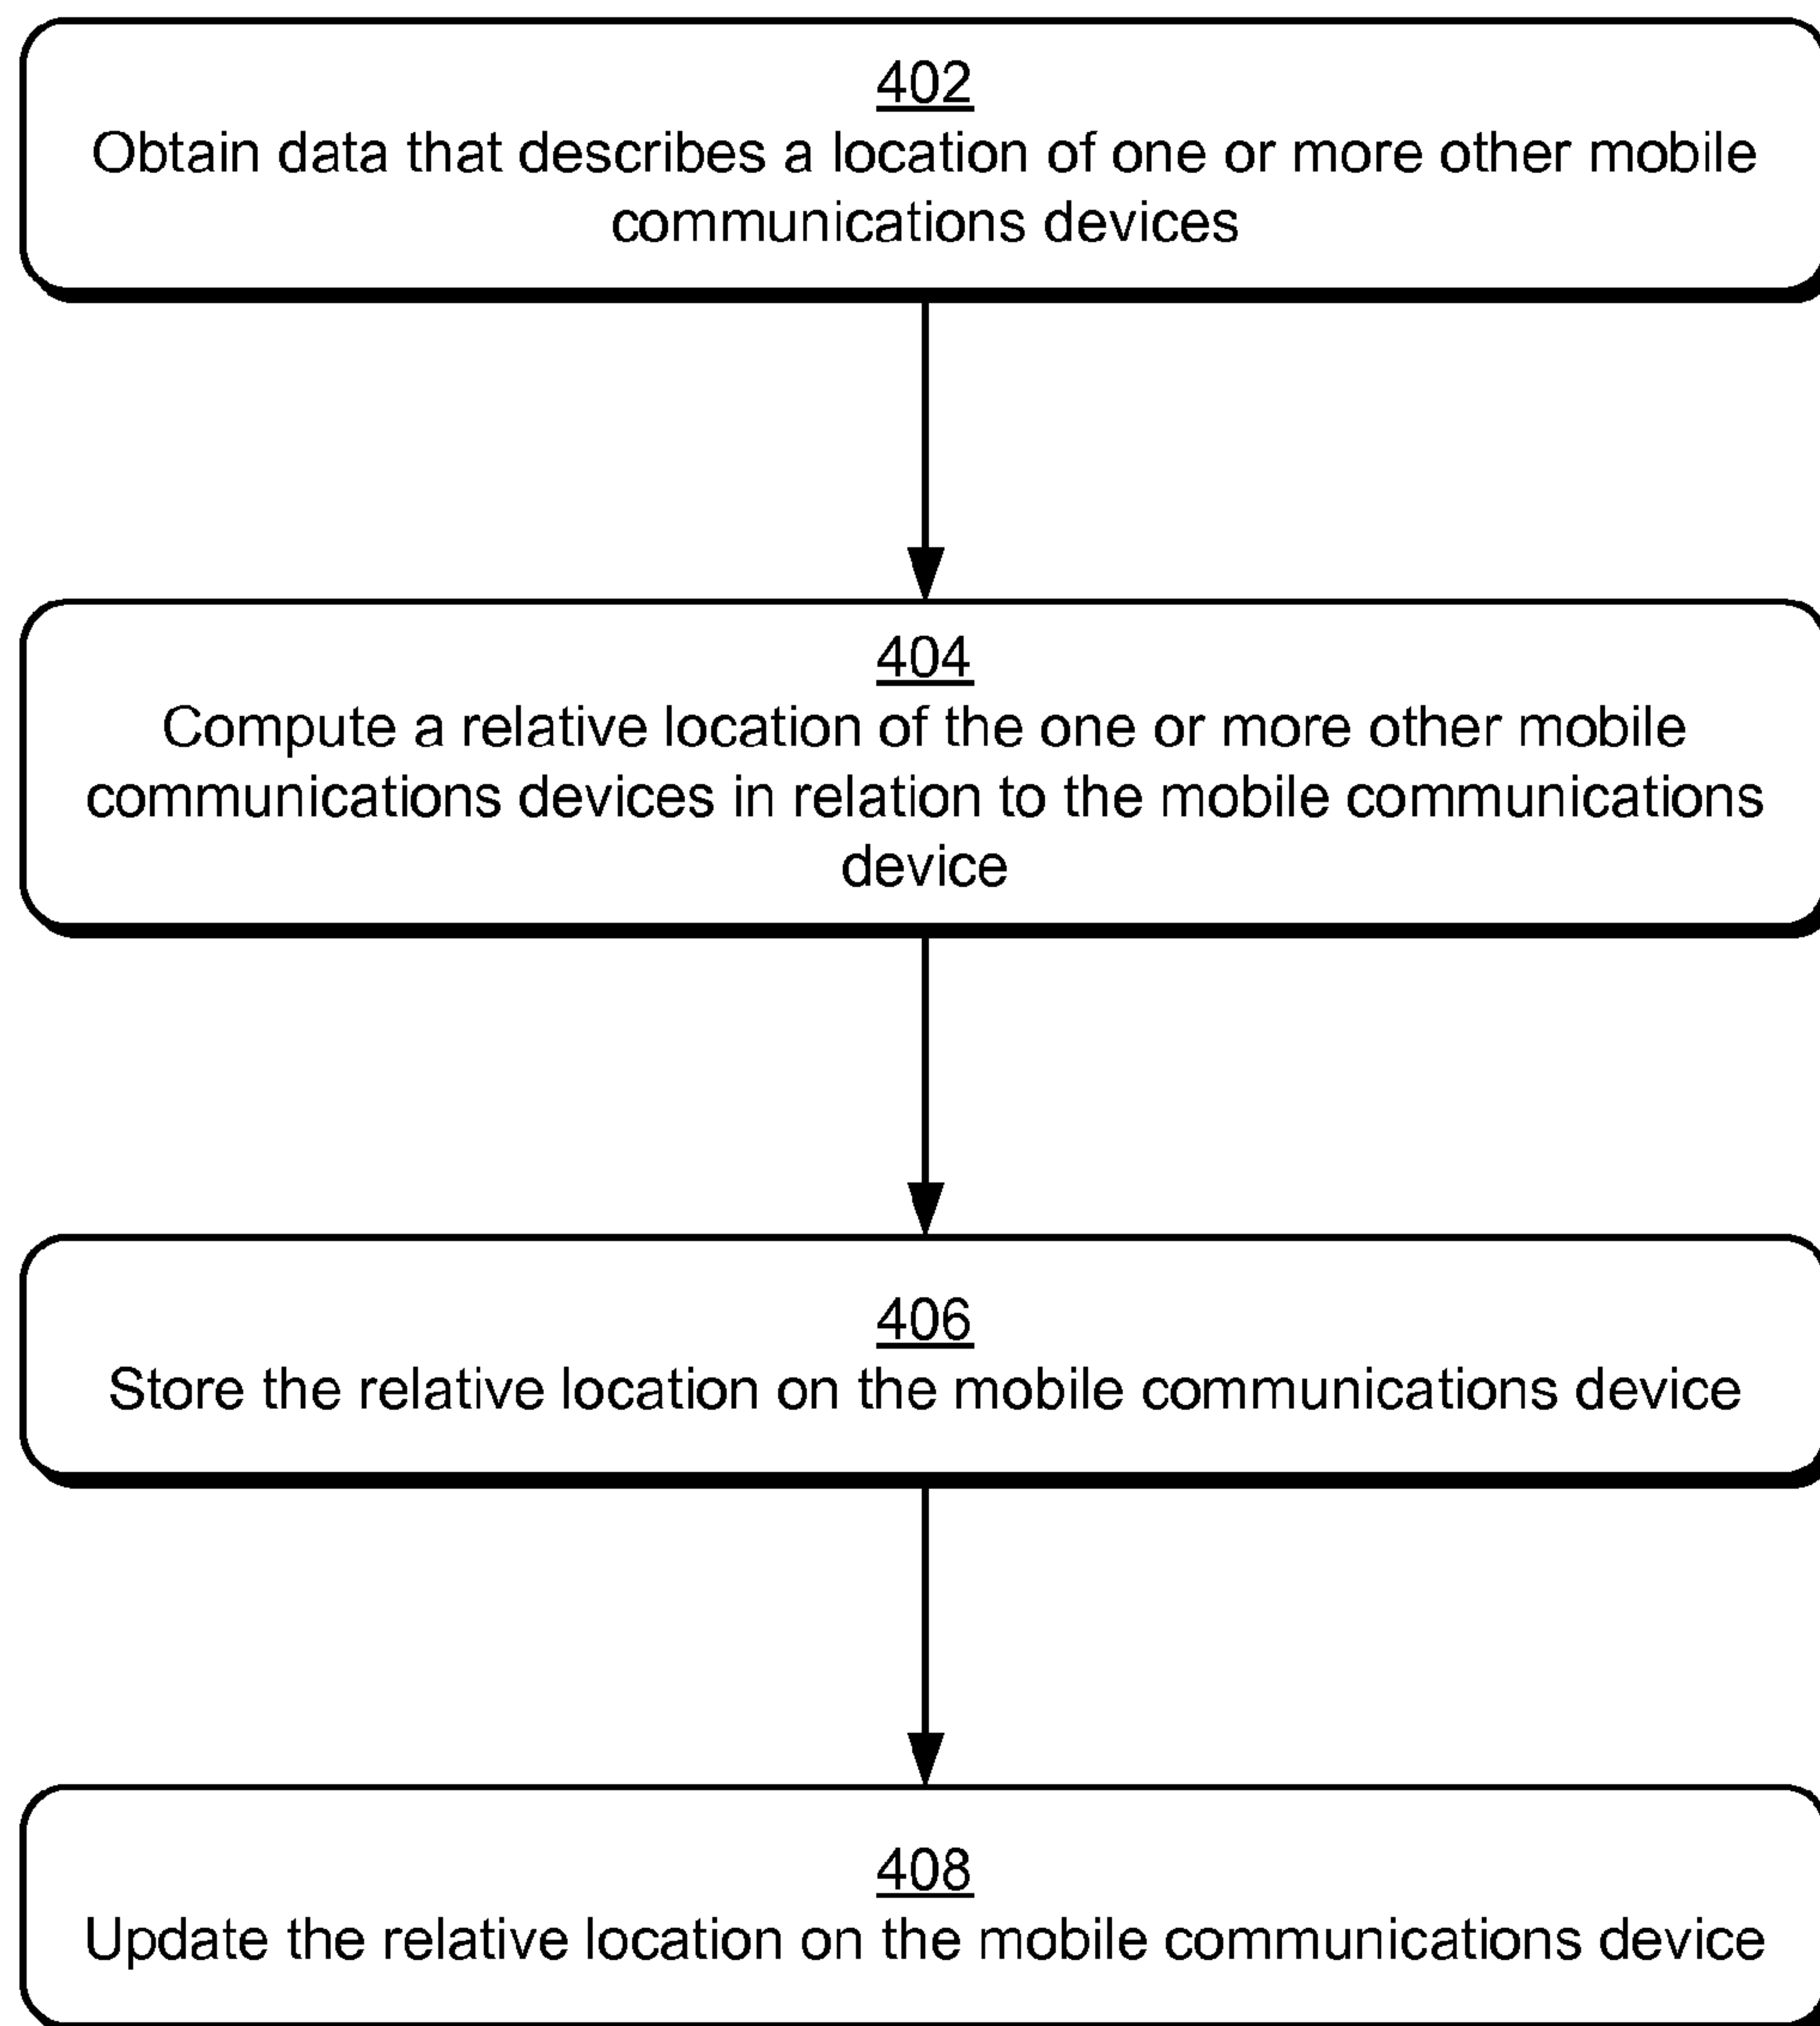 402
Obtain data that describes a location of one or more other mobile
communications devices
404
Compute a relative location of the one or more other mobile
communications devices in relation to the mobile communications
device
406
Store the relative location on the mobile communications device
408
Update the relative location on the mobile communications device